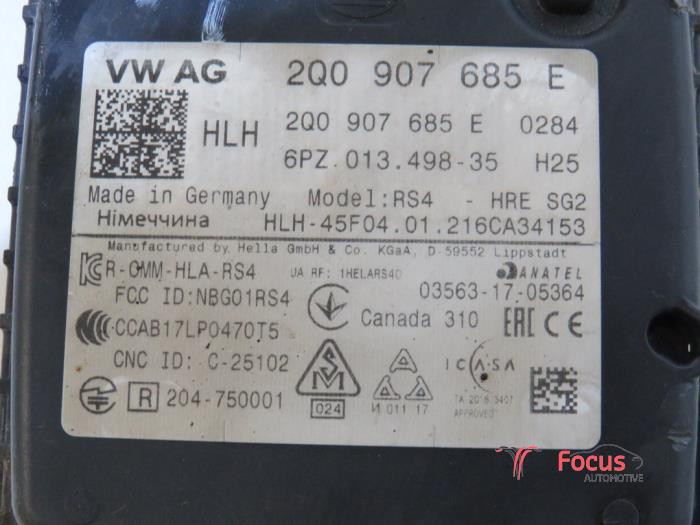 VW AG 2Q0 907 685 E
HLH 2Q0 907 685 E 0284
6PZ.013.498-35 H25
Made in Germany Model:RS4 - HRE SG2
Німеччина HLH-45F04.01.216CA34153
Manufactured by Hella GmbH & Co. KGaA, D-59552 Lippstadt
R-CMM-HLA-RS4 UA RF: 1HELARS4D ANATEL
FCC ID:NBG01RS4 03563-17-05364
CCAB17LP0470T5 Canada 310 EAC CE
CNC ID: C-25102 ICASA
R 204-750001 024 И 011 17 TA-2016/3407
APPROVED
Focus
AUTOMOTIVE